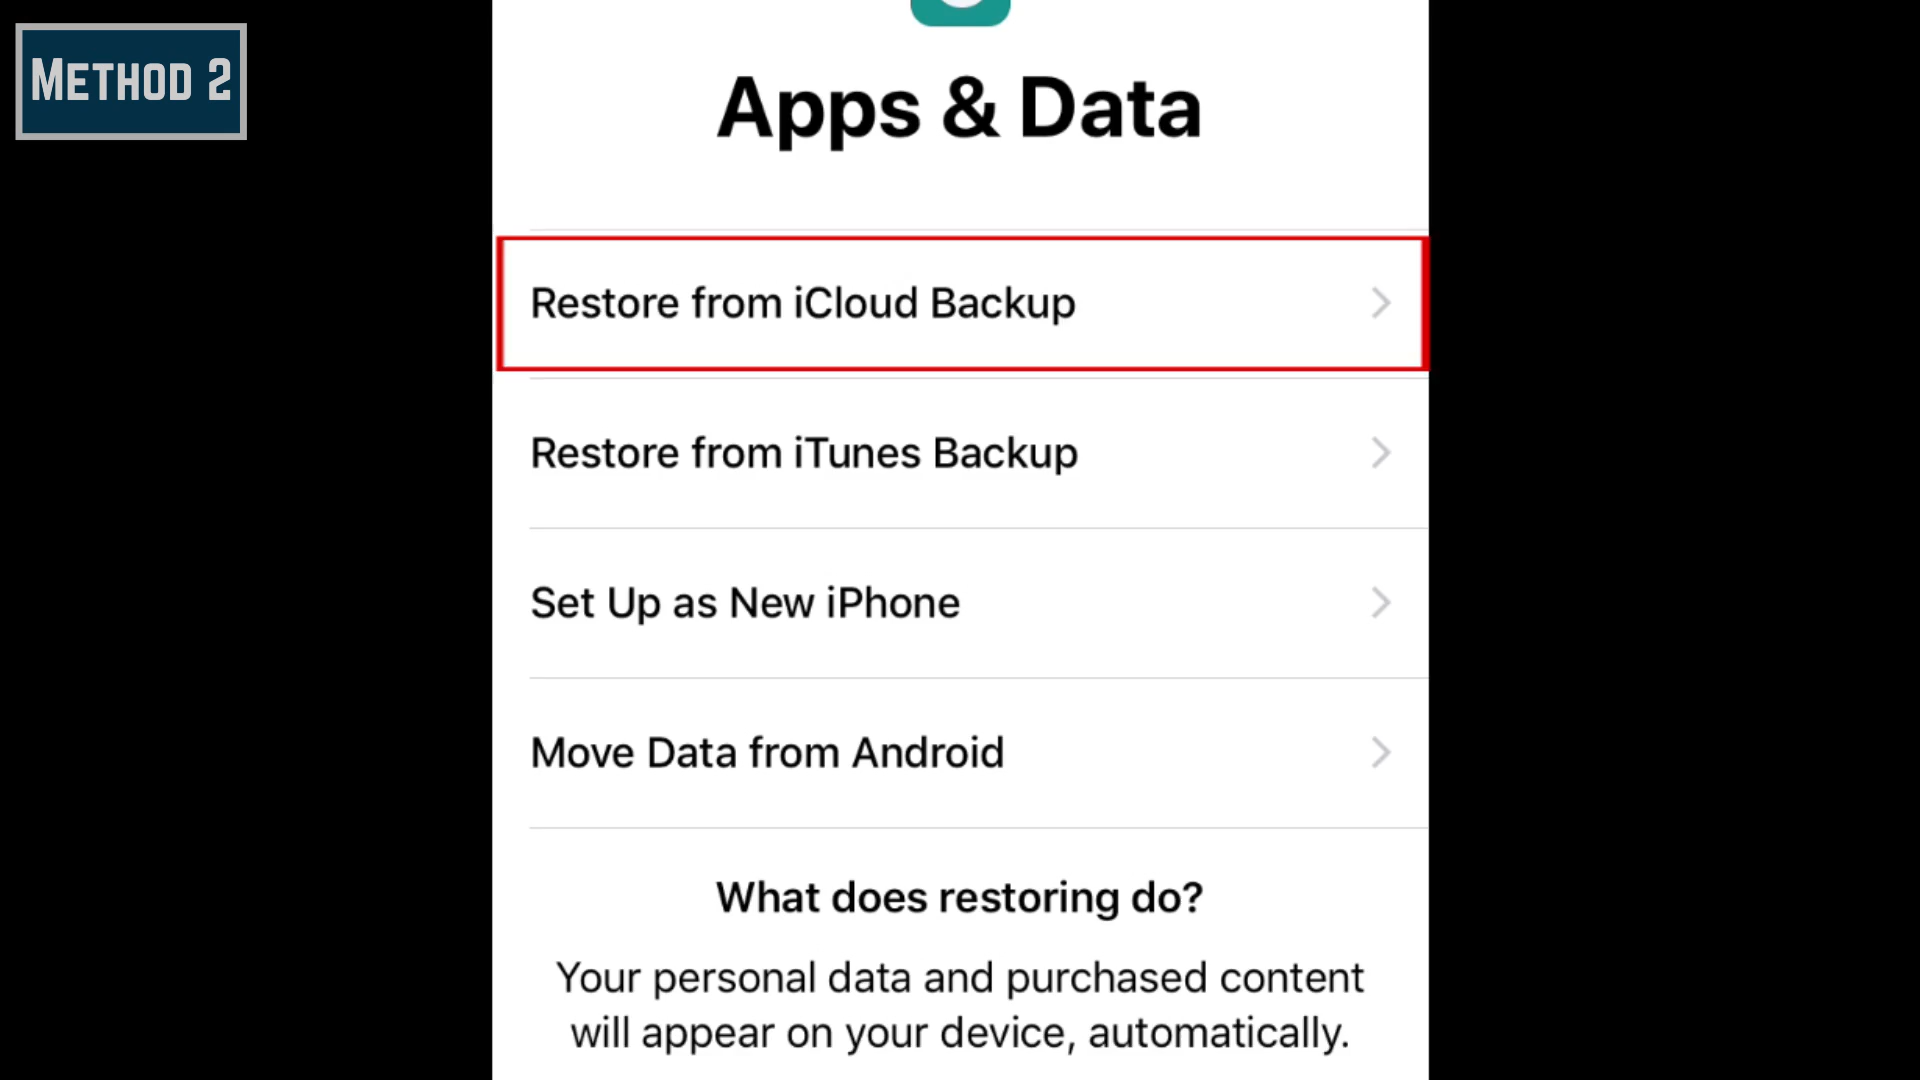 METHOD 2
Apps & Data
Restore from iCloud Backup
Restore from iTunes Backup
Set Up as New iPhone
Move Data from Android
What does restoring do?
Your personal data and purchased content
will appear on your device, automatically.